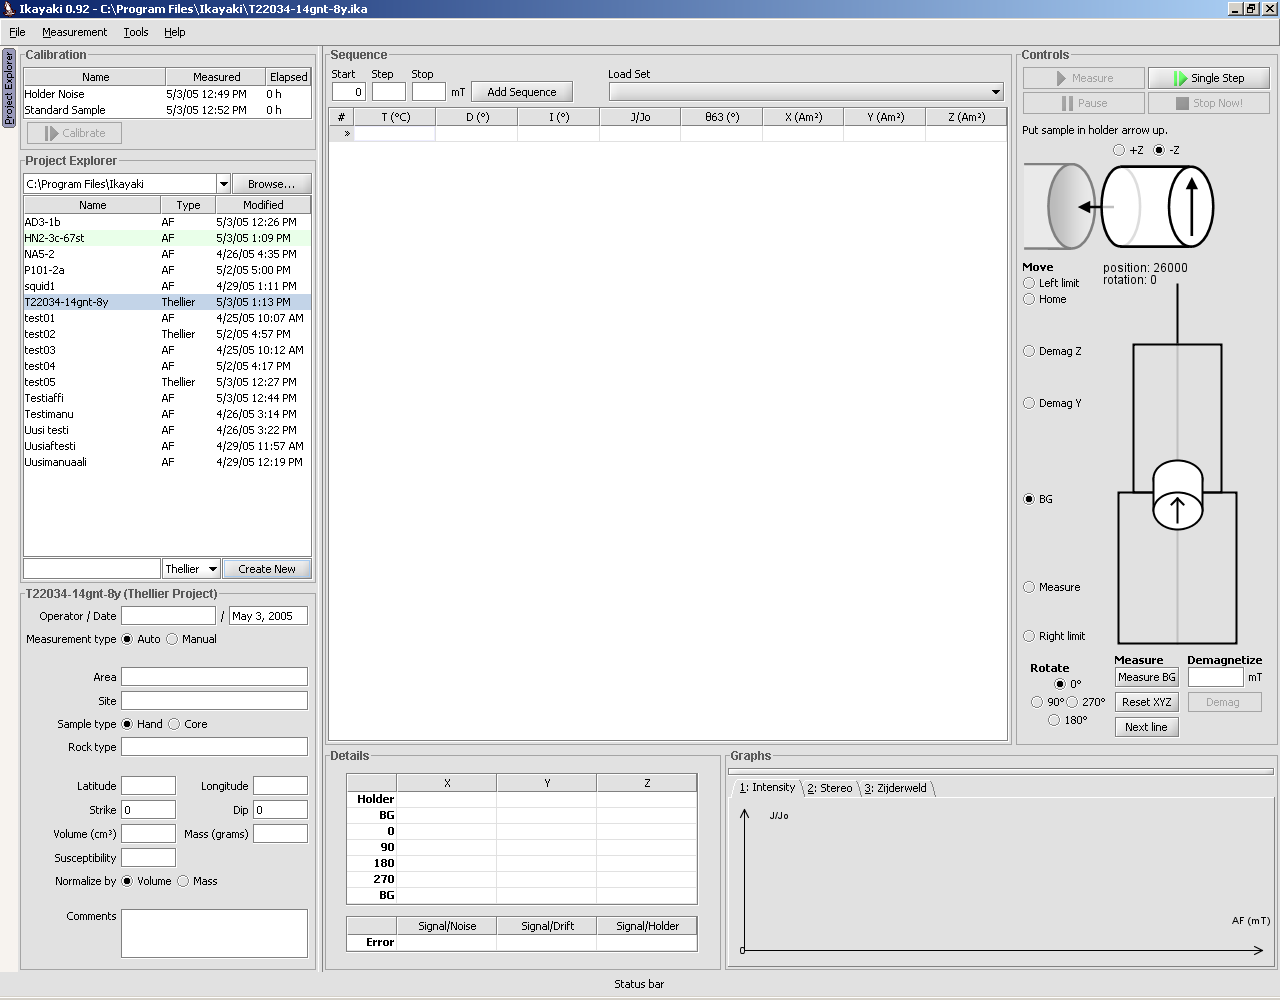 Ikayaki 0.92 - C:\Program Files\Ikayaki\T22034-14gnt-8y.ika
File Measurement Tools Help
Project Explorer
Calibration
Name Measured Elapsed
Holder Noise 5/3/05 12:49 PM 0 h
Standard Sample 5/3/05 12:52 PM 0 h
Calibrate
Project Explorer
C:\Program Files\Ikayaki Browse...
Name Type Modified
AD3-1b AF 5/3/05 12:26 PM
HN2-3c-67st AF 5/3/05 1:09 PM
NA5-2 AF 4/26/05 4:35 PM
P101-2a AF 5/2/05 5:00 PM
squid1 AF 4/29/05 1:11 PM
T22034-14gnt-8y Thellier 5/3/05 1:13 PM
test01 AF 4/25/05 10:07 AM
test02 Thellier 5/2/05 4:57 PM
test03 AF 4/25/05 10:12 AM
test04 AF 5/2/05 4:17 PM
test05 Thellier 5/3/05 12:27 PM
Testiaffi AF 5/3/05 12:44 PM
Testimanu AF 4/26/05 3:14 PM
Uusi testi AF 4/26/05 3:22 PM
Uusiaftesti AF 4/29/05 11:57 AM
Uusimanuaali AF 4/29/05 12:19 PM
Thellier Create New
T22034-14gnt-8y (Thellier Project)
Operator / Date / May 3, 2005
Measurement type Auto Manual
Area
Site
Sample type Hand Core
Rock type
Latitude Longitude
Strike 0 Dip 0
Volume (cm³) Mass (grams)
Susceptibility
Normalize by Volume Mass
Comments
Sequence
Start Step Stop Load Set
0 mT Add Sequence
# T (°C) D (°) I (°) J/Jo θ63 (°) X (Am²) Y (Am²) Z (Am²)
»
Details
X Y Z
Holder
BG
0
90
180
270
BG
Signal/Noise Signal/Drift Signal/Holder
Error
Controls
Measure Single Step
Pause Stop Now!
Put sample in holder arrow up.
+Z -Z
Move
position: 26000
rotation: 0
Left limit
Home
Demag Z
Demag Y
BG
Measure
Right limit
Rotate
0°
90° 270°
180°
Measure Demagnetize
Measure BG mT
Reset XYZ Demag
Next line
Graphs
1: Intensity 2: Stereo 3: Zijderweld
J/Jo
AF (mT)
0
Status bar